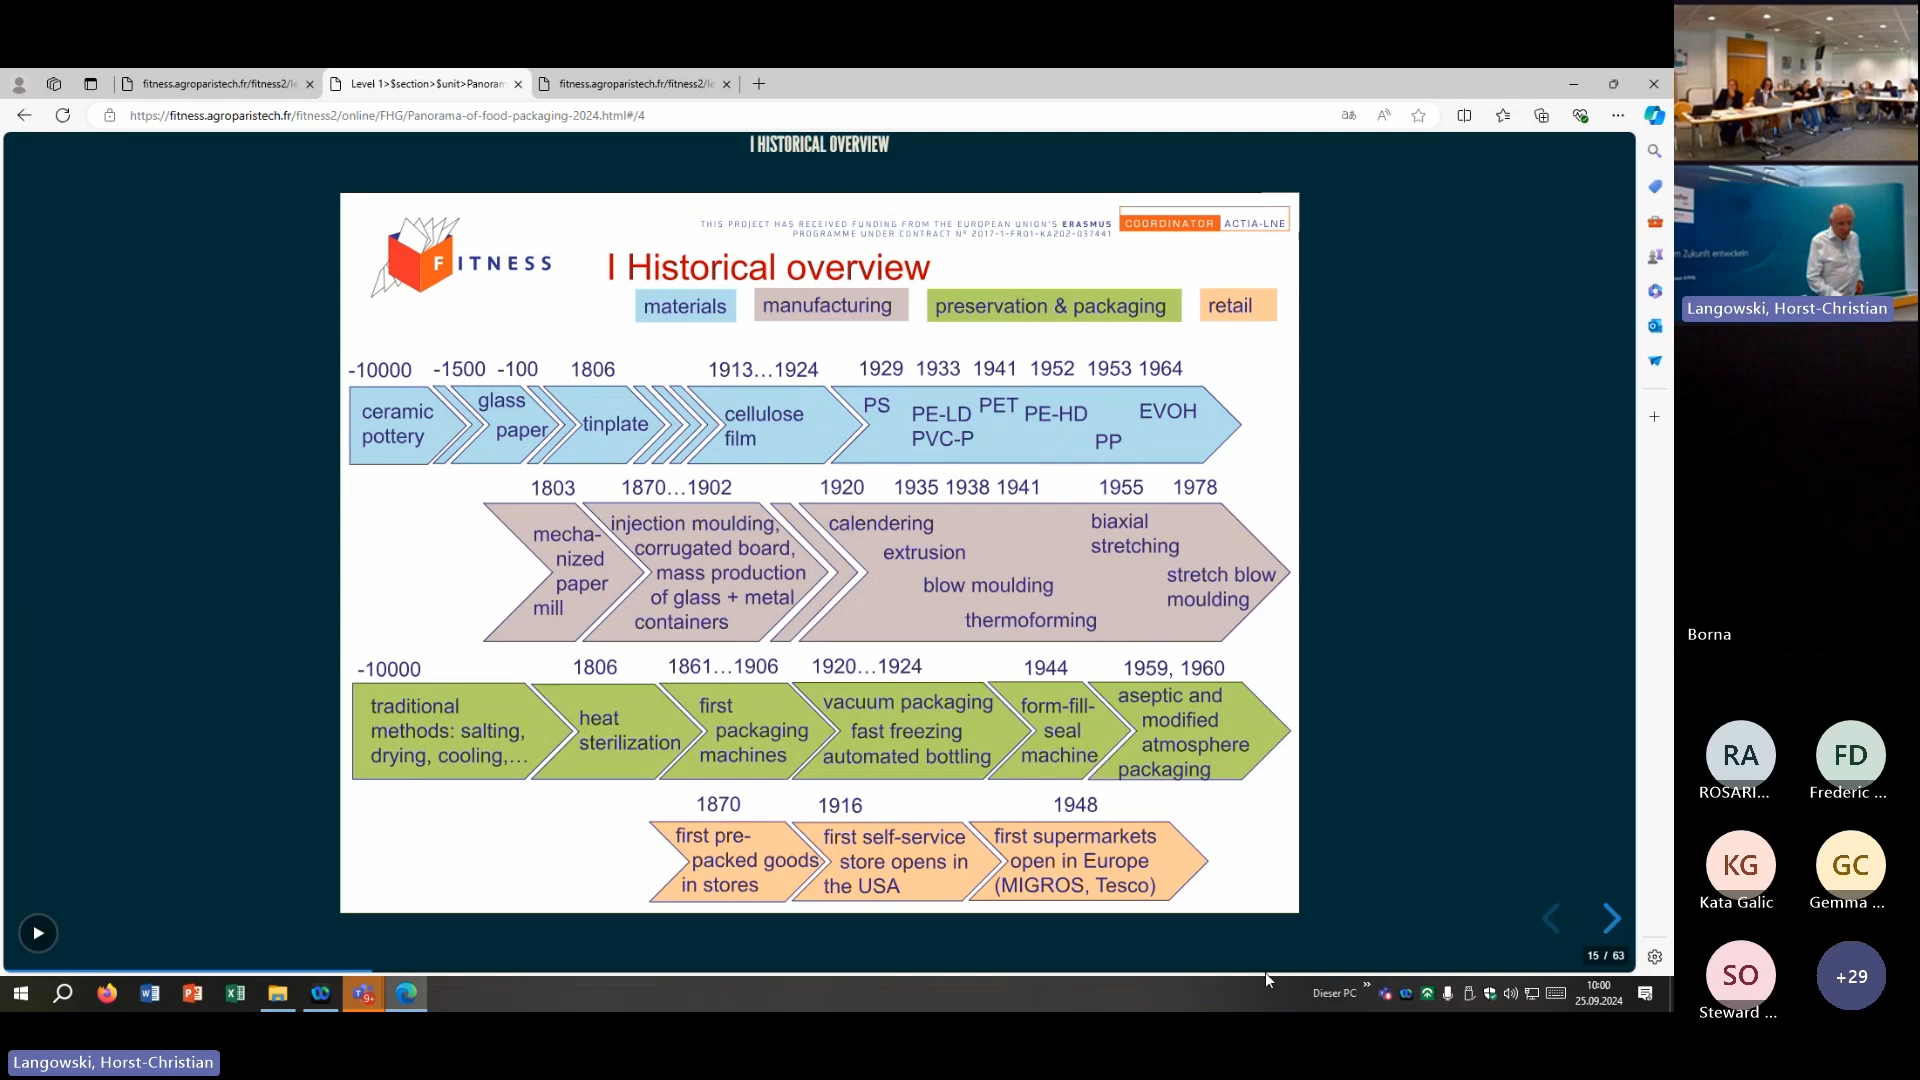 fitness.agroparistech.fr/fitness2/le
Level 1>$section>$unit>Panoram
fitness.agroparistech.fr/fitness2/le
https://fitness.agroparistech.fr/fitness2/online/FHG/Panorama-of-food-packaging-2024.html#/4
I HISTORICAL OVERVIEW
THIS PROJECT HAS RECEIVED FUNDING FROM THE EUROPEAN UNION'S ERASMUS
PROGRAMME UNDER CONTRACT Nº 2017-1-FR01-KA202-037441
COORDINATOR ACTIA-LNE
FITNESS
I Historical overview
materials manufacturing preservation & packaging retail
-10000 -1500 -100 1806 1913...1924 1929 1933 1941 1952 1953 1964
ceramic
pottery
glass
paper
tinplate
cellulose
film
PS
PE-LD
PVC-P
PET
PE-HD
PP
EVOH
1803 1870...1902 1920 1935 1938 1941 1955 1978
mecha-
nized
paper
mill
injection moulding,
corrugated board,
mass production
of glass + metal
containers
calendering
extrusion
blow moulding
thermoforming
biaxial
stretching
stretch blow
moulding
-10000 1806 1861...1906 1920...1924 1944 1959, 1960
traditional
methods: salting,
drying, cooling,...
heat
sterilization
first
packaging
machines
vacuum packaging
fast freezing
automated bottling
form-fill-
seal
machine
aseptic and
modified
atmosphere
packaging
1870 1916 1948
first pre-
packed goods
in stores
first self-service
store opens in
the USA
first supermarkets
open in Europe
(MIGROS, Tesco)
15 / 63
Dieser PC
10:00
25.09.2024
Zukunft entwickeln
Langowski, Horst-Christian
Borna
RA
ROSARI...
FD
Frederic ...
KG
Kata Galic
GC
Gemma ...
SO
Steward ...
+29
Langowski, Horst-Christian